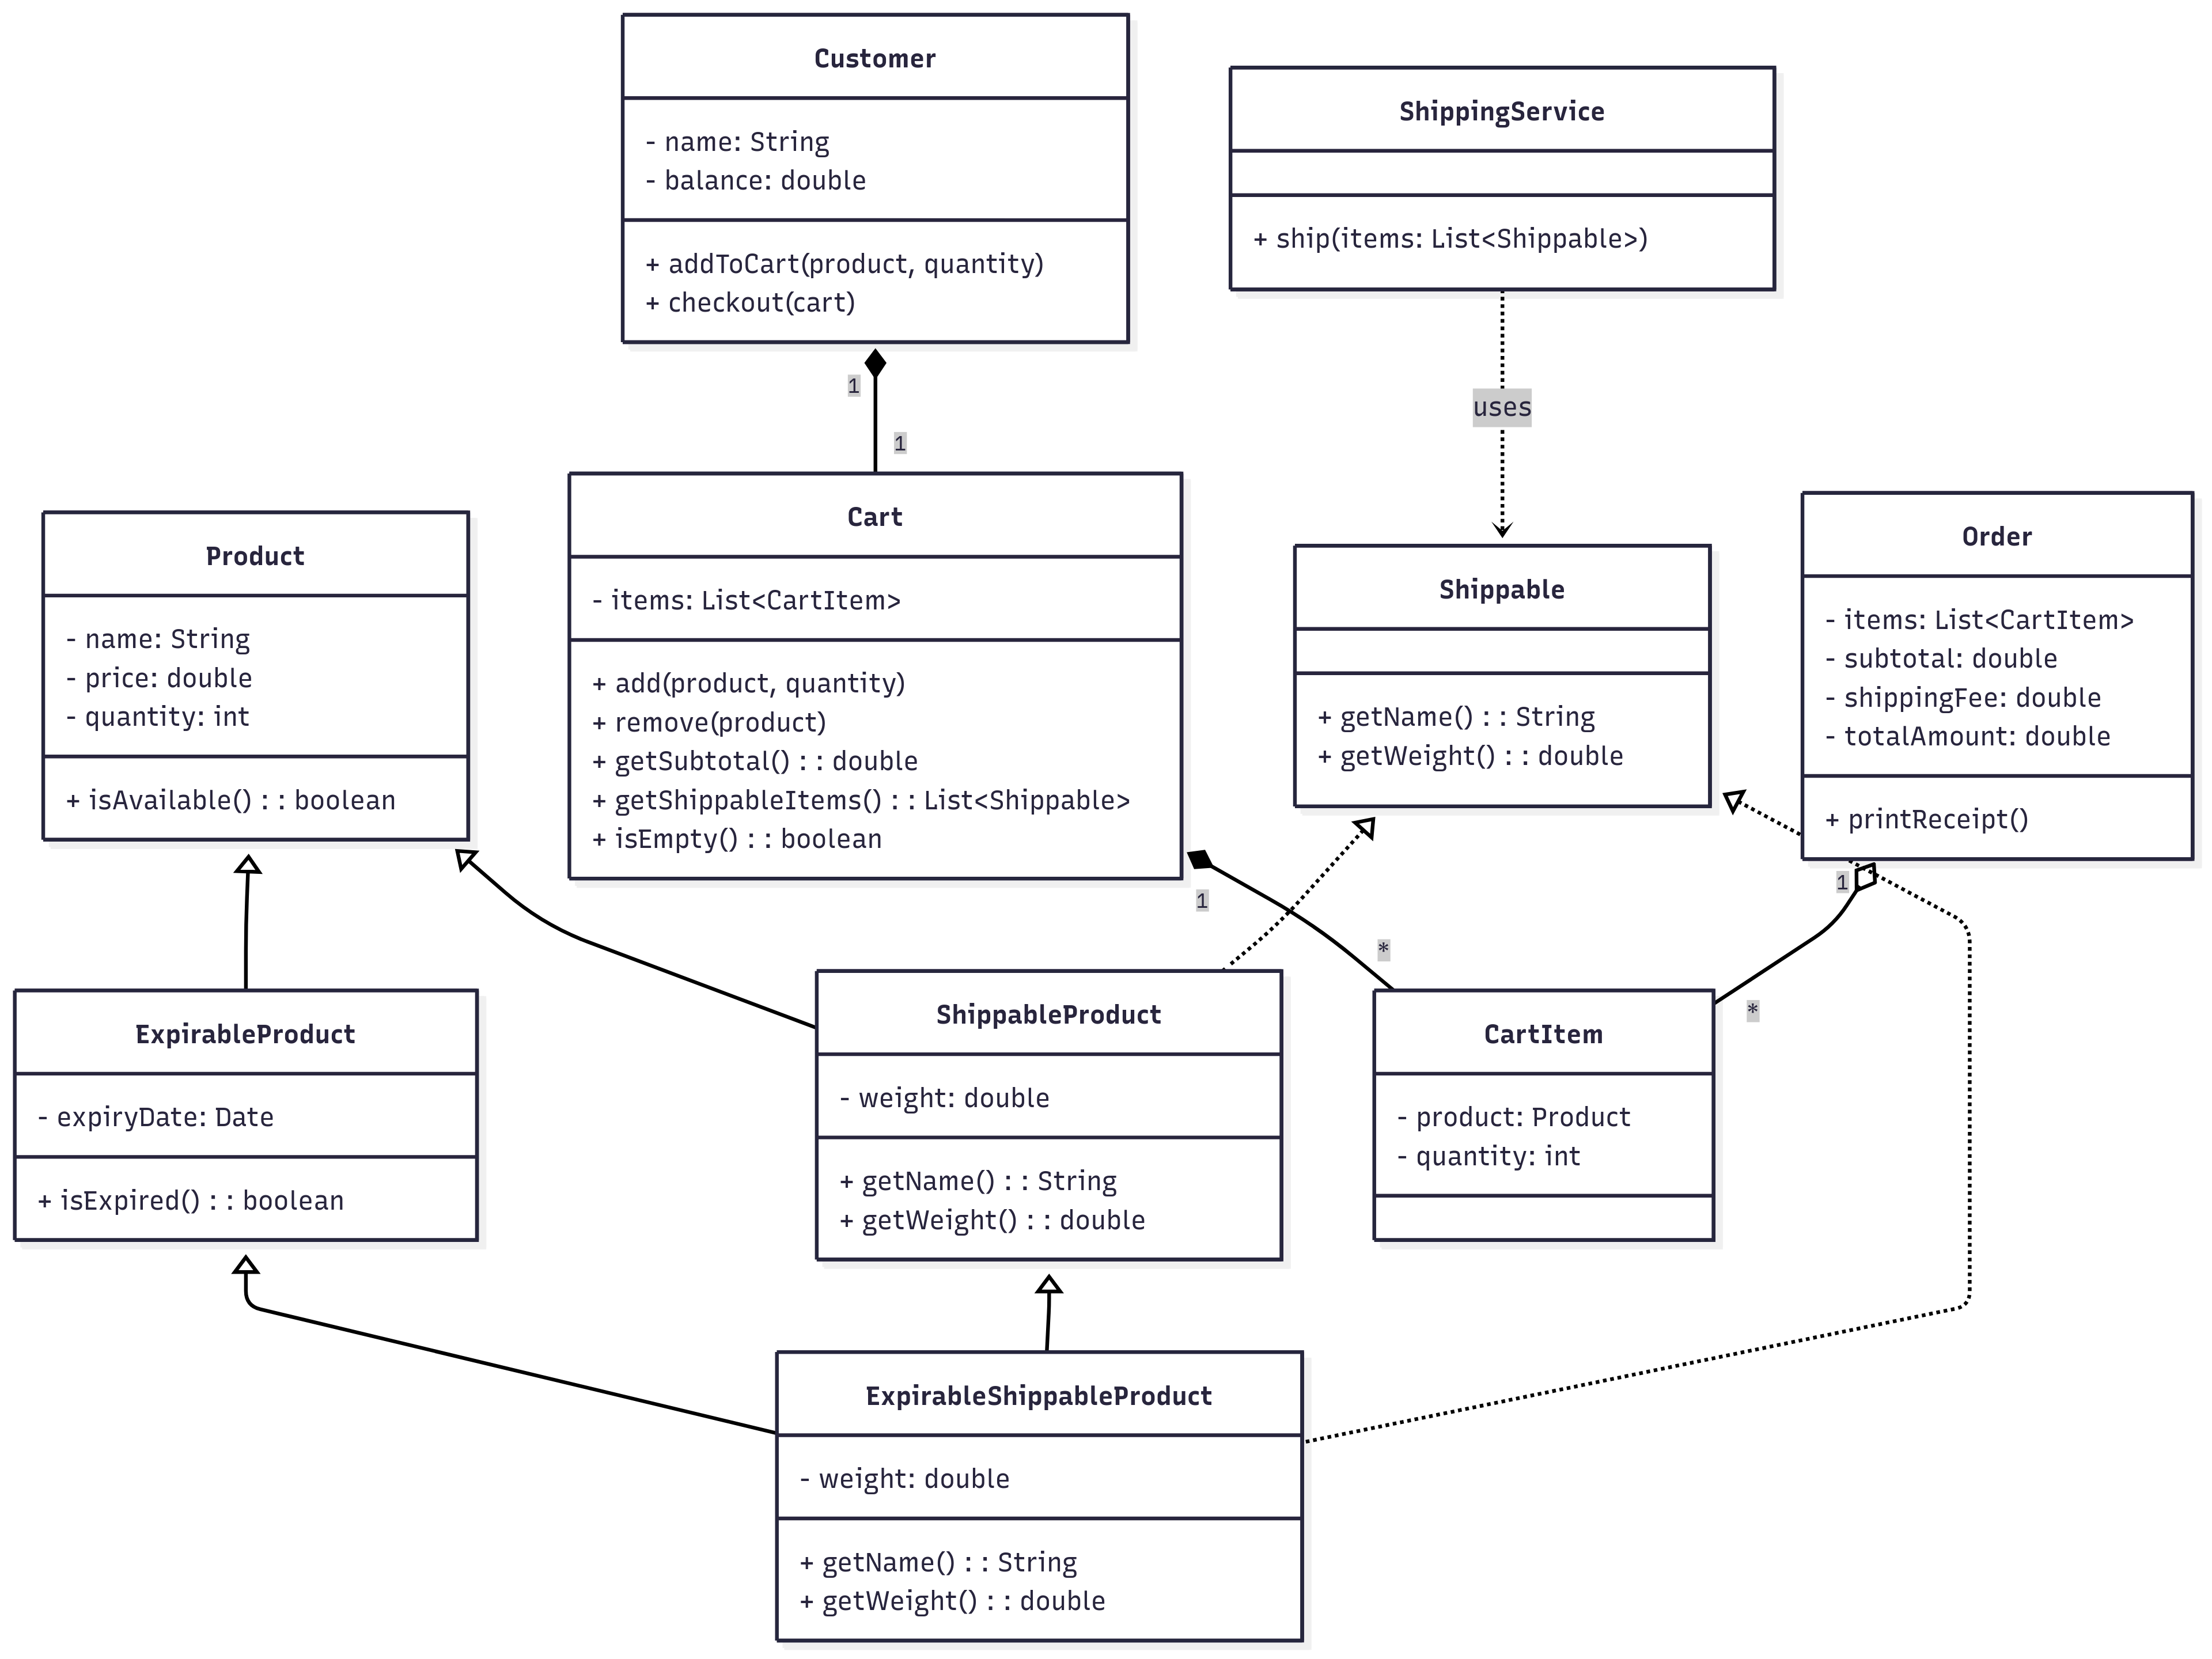 Customer
- name: String
- balance: double
+ addToCart(product, quantity)
+ checkout(cart)
1
1
ShippingService
+ ship(items: List<Shippable>)
uses
Product
- name: String
- price: double
- quantity: int
+ isAvailable() : : boolean
Cart
- items: List<CartItem>
+ add(product, quantity)
+ remove(product)
+ getSubtotal() : : double
+ getShippableItems() : : List<Shippable>
+ isEmpty() : : boolean
1
*
Shippable
+ getName() : : String
+ getWeight() : : double
Order
- items: List<CartItem>
- subtotal: double
- shippingFee: double
- totalAmount: double
+ printReceipt()
1
*
ExpirableProduct
- expiryDate: Date
+ isExpired() : : boolean
ShippableProduct
- weight: double
+ getName() : : String
+ getWeight() : : double
CartItem
- product: Product
- quantity: int
ExpirableShippableProduct
- weight: double
+ getName() : : String
+ getWeight() : : double